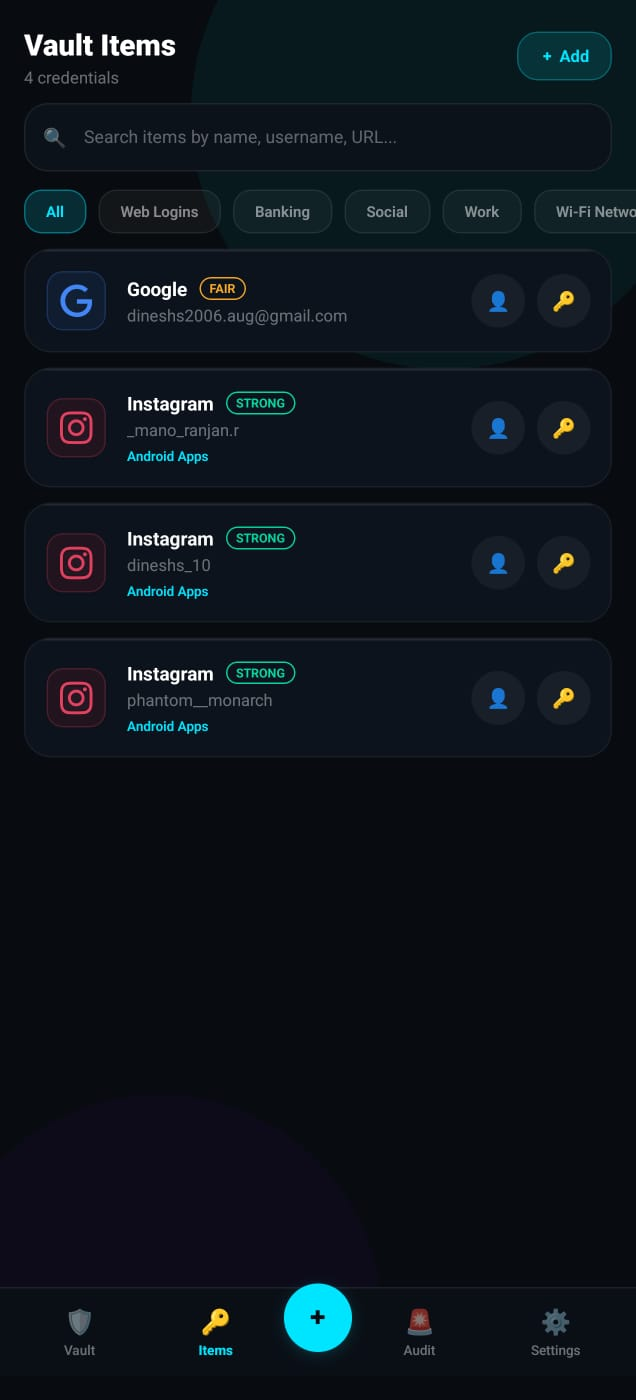 Vault Items
4 credentials
+ Add
Search items by name, username, URL...
All Web Logins Banking Social Work Wi-Fi Netwo
Google FAIR
dineshs2006.aug@gmail.com
Instagram STRONG
_mano_ranjan.r
Android Apps
Instagram STRONG
dineshs_10
Android Apps
Instagram STRONG
phantom__monarch
Android Apps
+
Vault Items Audit Settings